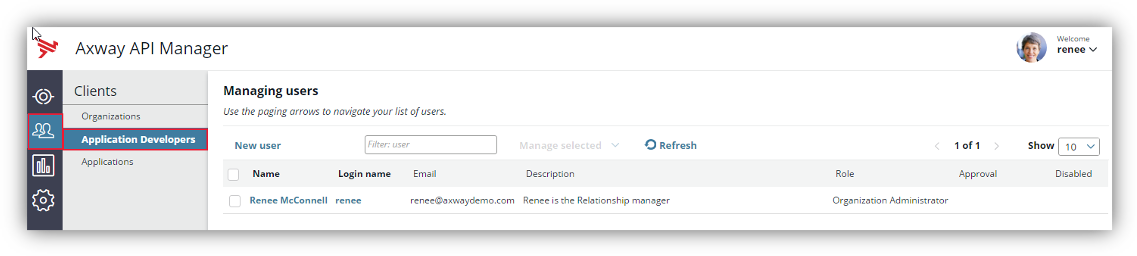 Axway API Manager
Welcome
renee
Clients
Organizations
Application Developers
Applications
Managing users
Use the paging arrows to navigate your list of users.
New user Filter: user Manage selected Refresh 1 of 1 Show 10
Name Login name Email Description Role Approval Disabled
Renee McConnell renee renee@axwaydemo.com Renee is the Relationship manager Organization Administrator